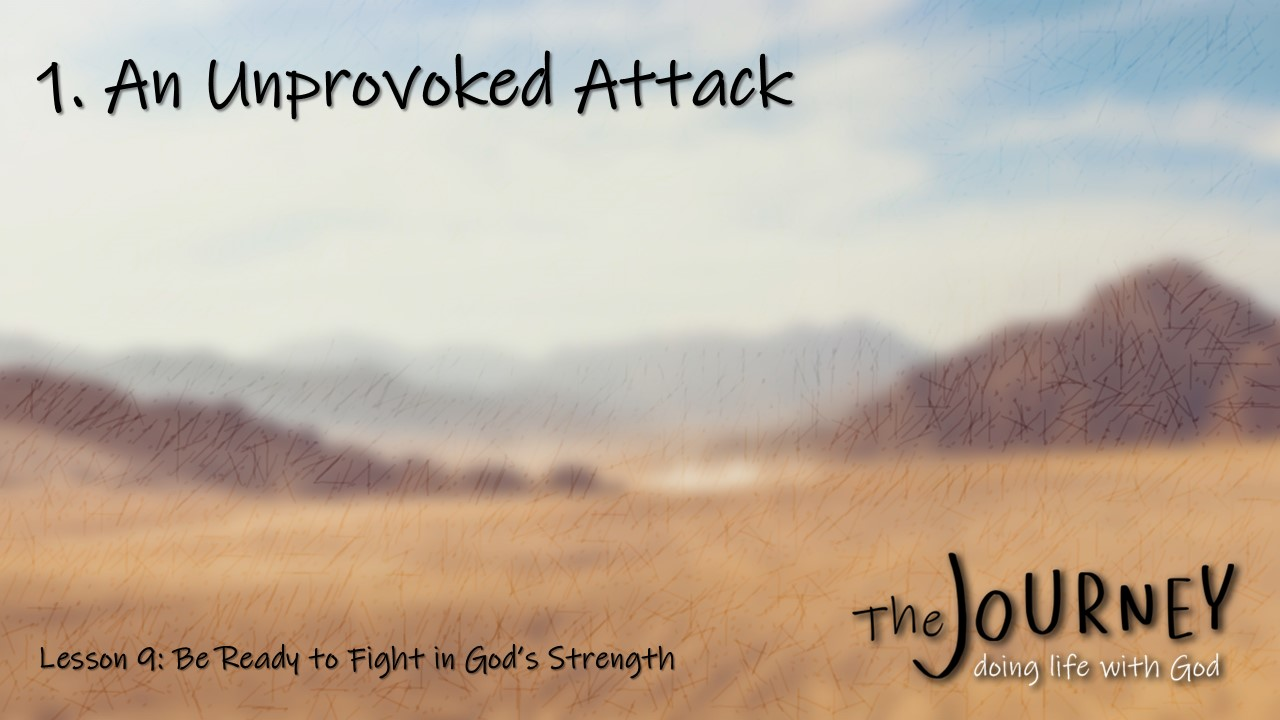 1. An Unprovoked Attack
Lesson 9: Be Ready to Fight in God's Strength
The JOURNEY
doing life with God